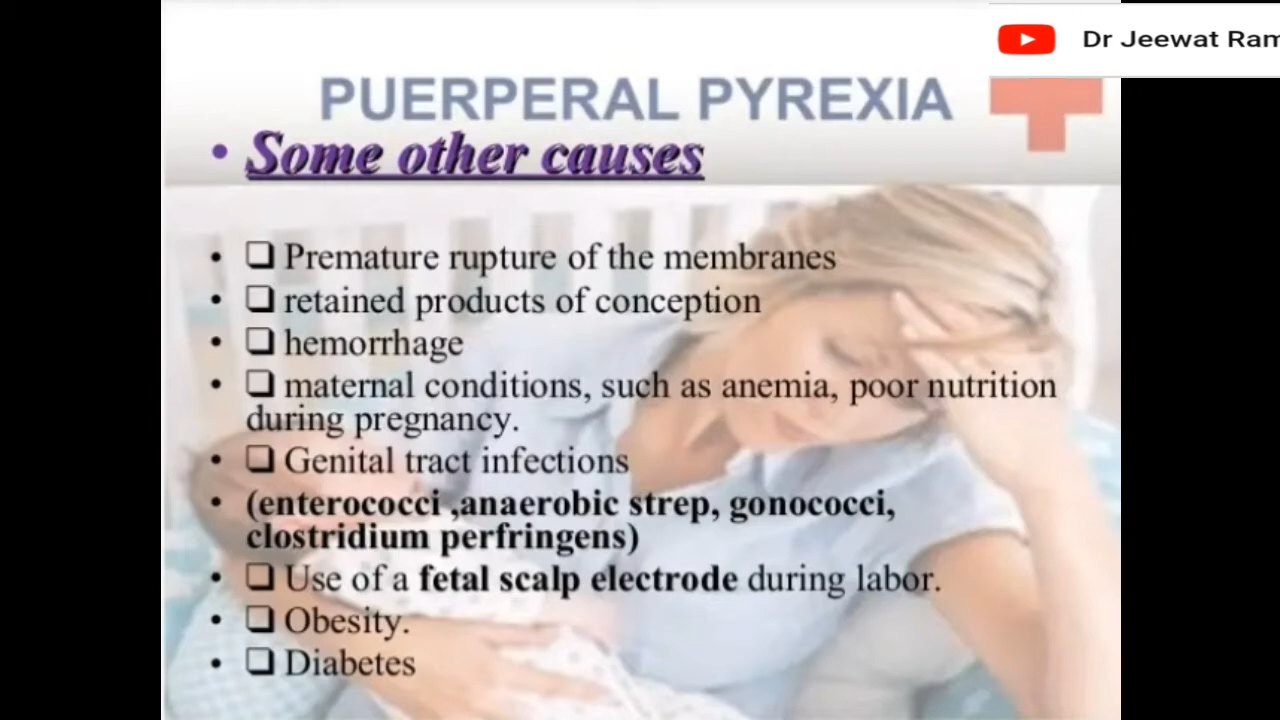 Dr Jeewat Ram
PUERPERAL PYREXIA
• Some other causes
• ❑ Premature rupture of the membranes
• ❑ retained products of conception
• ❑ hemorrhage
• ❑ maternal conditions, such as anemia, poor nutrition
during pregnancy.
• ❑ Genital tract infections
• (enterococci ,anaerobic strep, gonococci,
clostridium perfringens)
• ❑ Use of a fetal scalp electrode during labor.
• ❑ Obesity.
• ❑ Diabetes